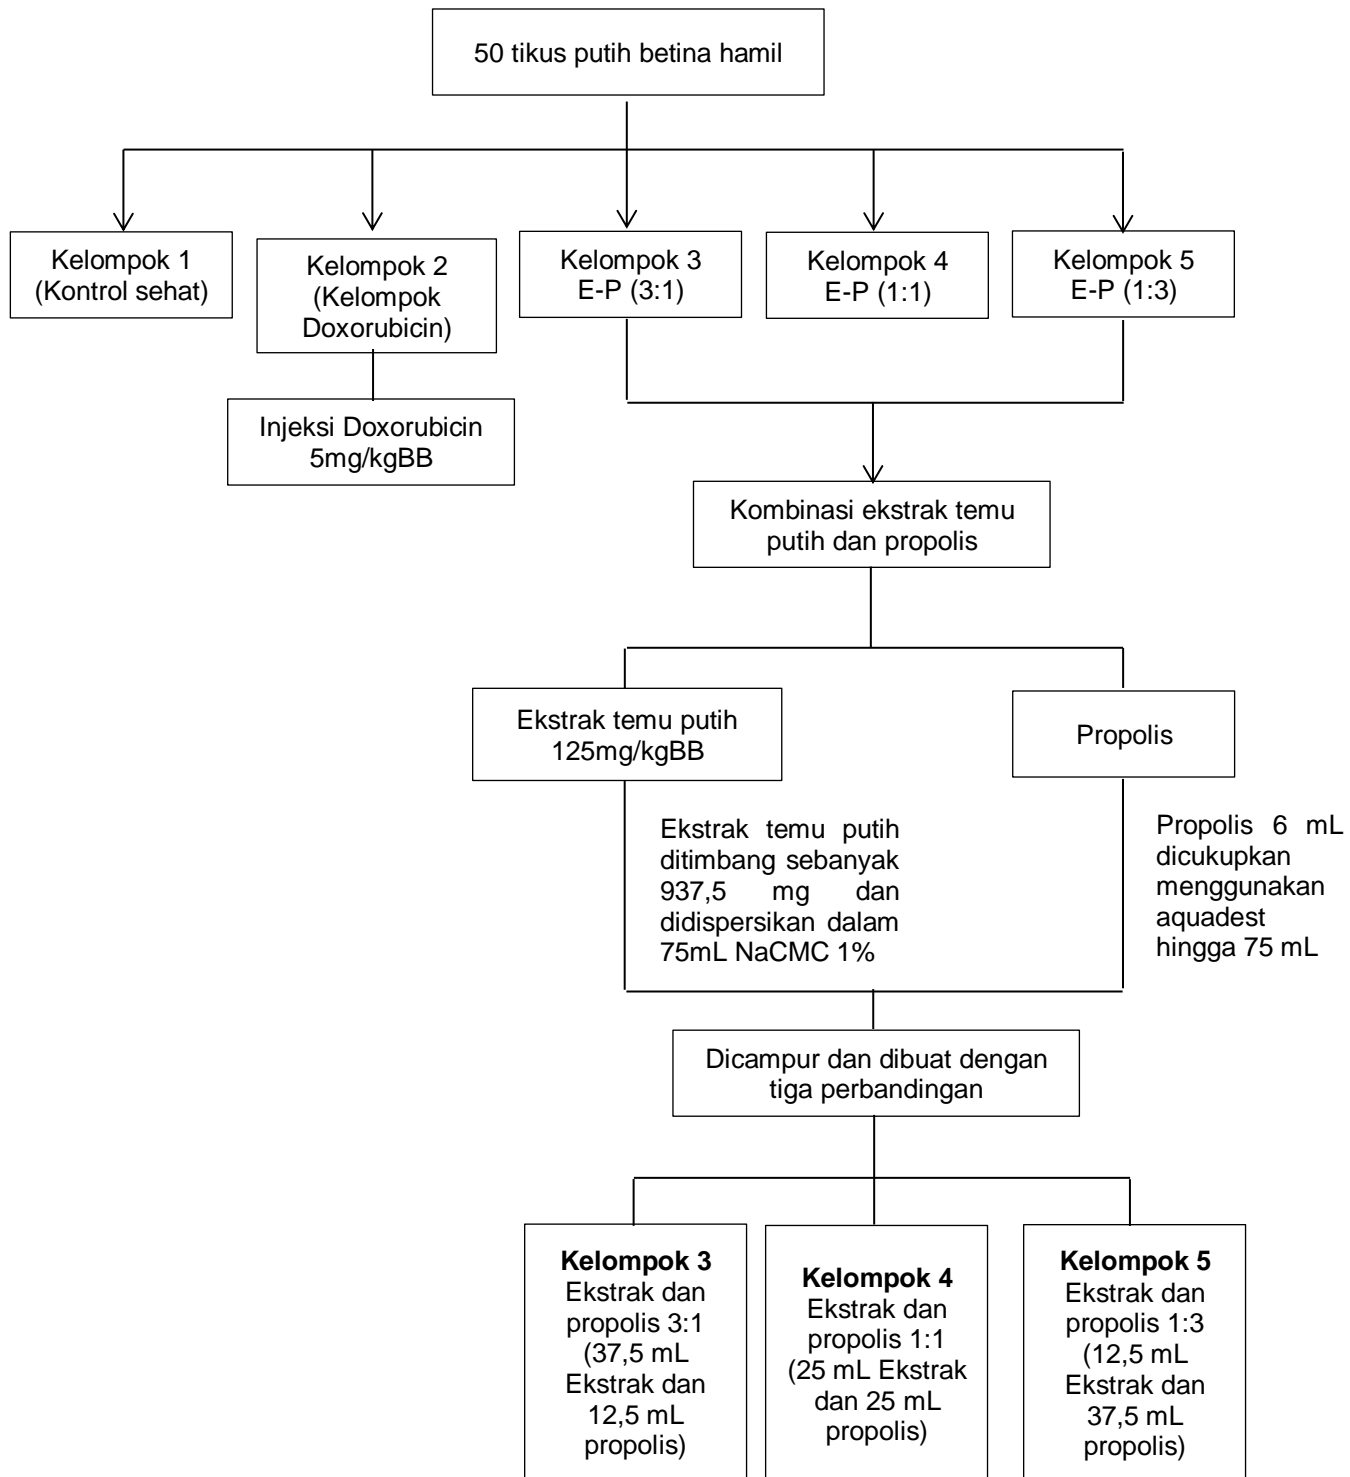 50 tikus putih betina hamil
Kelompok 1
(Kontrol sehat)
Kelompok 2
(Kelompok
Doxorubicin)
Kelompok 3
E-P (3:1)
Kelompok 4
E-P (1:1)
Kelompok 5
E-P (1:3)
Injeksi Doxorubicin
5mg/kgBB
Kombinasi ekstrak temu
putih dan propolis
Ekstrak temu putih
125mg/kgBB
Propolis
Ekstrak temu putih
ditimbang sebanyak
937,5 mg dan
didispersikan dalam
75mL NaCMC 1%
Propolis 6 mL
dicukupkan
menggunakan
aquadest
hingga 75 mL
Dicampur dan dibuat dengan
tiga perbandingan
Kelompok 3
Ekstrak dan
propolis 3:1
(37,5 mL
Ekstrak dan
12,5 mL
propolis)
Kelompok 4
Ekstrak dan
propolis 1:1
(25 mL Ekstrak
dan 25 mL
propolis)
Kelompok 5
Ekstrak dan
propolis 1:3
(12,5 mL
Ekstrak dan
37,5 mL
propolis)